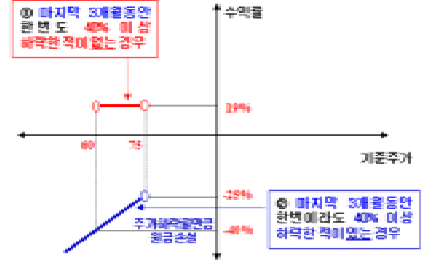 ③ 마지막 3개월동안
한번도 40% 이상
하락한적이없는경우
수익률
60
75
기준주가
-25%
-40%
주가하락률만큼
원금손실
② 마지막 3개월동안
한번이라도 40% 이상
하락한적이있는경우